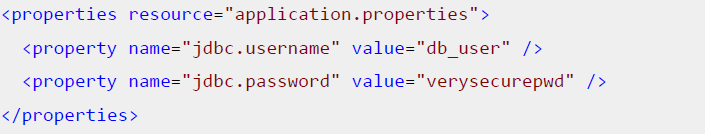 <properties resource="application.properties">
  <property name="jdbc.username" value="db_user" />
  <property name="jdbc.password" value="verysecurepwd" />
</properties>